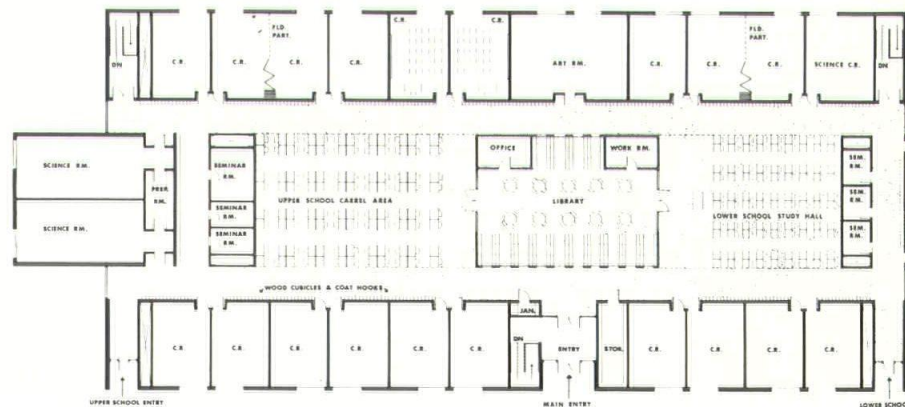 C.R.
C.R.
FLD.
PART.
DN
C.R.
C.R.
C.R.
C.R.
ART RM.
C.R.
C.R.
FLD.
PART.
C.R.
SCIENCE C.R.
DN
OFFICE
WORK RM.
SCIENCE RM.
PREP.
RM.
SEMINAR
RM.
SEM.
RM.
UPPER SCHOOL CARREL AREA
LIBRARY
SEMINAR
RM.
SEM.
RM.
LOWER SCHOOL STUDY HALL
SCIENCE RM.
SEMINAR
RM.
SEM.
RM.
WOOD CUBICLES & COAT HOOKS
JAN.
DN
C.R.
C.R.
C.R.
C.R.
C.R.
C.R.
ENTRY
STOR.
C.R.
C.R.
C.R.
C.R.
UPPER SCHOOL ENTRY
MAIN ENTRY
LOWER SCHOOL